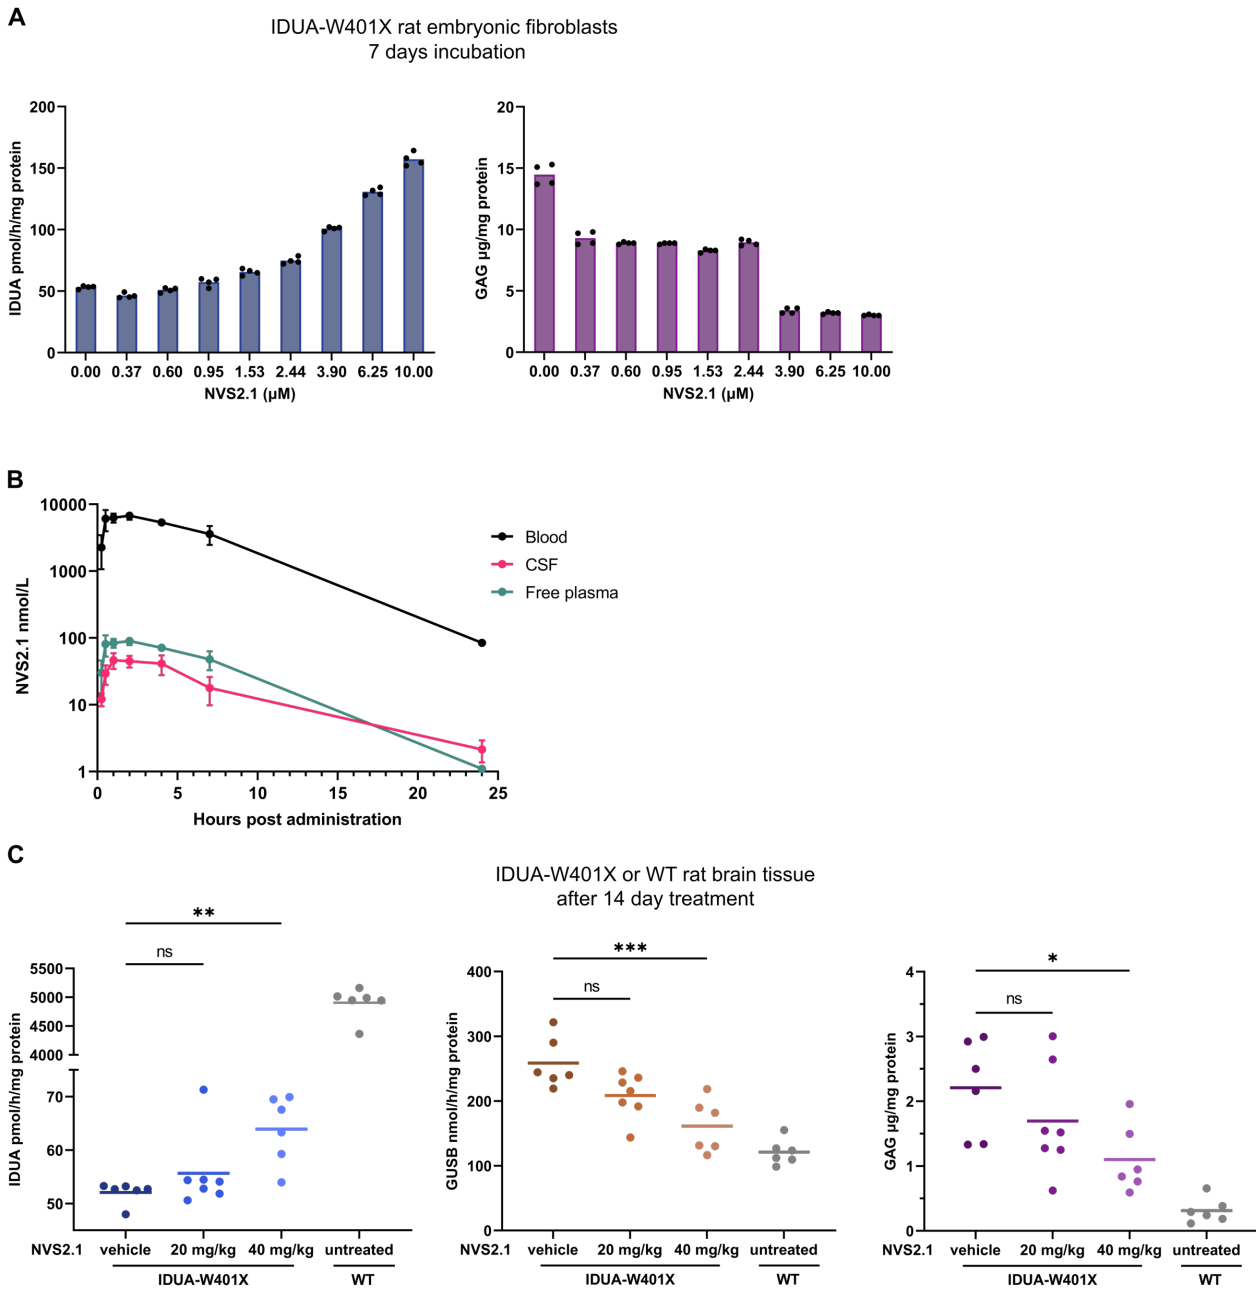 A
IDUA-W401X rat embryonic fibroblasts
7 days incubation
IDUA pmol/h/mg protein
200
150
100
50
0
0.00 0.37 0.60 0.95 1.53 2.44 3.90 6.25 10.00
NVS2.1 (µM)
GAG µg/mg protein
20
15
10
5
0
0.00 0.37 0.60 0.95 1.53 2.44 3.90 6.25 10.00
NVS2.1 (µM)
B
NVS2.1 nmol/L
10000
1000
100
10
1
0 5 10 15 20 25
Hours post administration
Blood
CSF
Free plasma
C
IDUA-W401X or WT rat brain tissue
after 14 day treatment
IDUA pmol/h/mg protein
**
ns
5500
5000
4500
4000
70
60
50
NVS2.1 vehicle 20 mg/kg 40 mg/kg untreated
IDUA-W401X WT
GUSB nmol/h/mg protein
***
ns
400
300
200
100
0
NVS2.1 vehicle 20 mg/kg 40 mg/kg untreated
IDUA-W401X WT
GAG µg/mg protein
*
ns
4
3
2
1
0
NVS2.1 vehicle 20 mg/kg 40 mg/kg untreated
IDUA-W401X WT